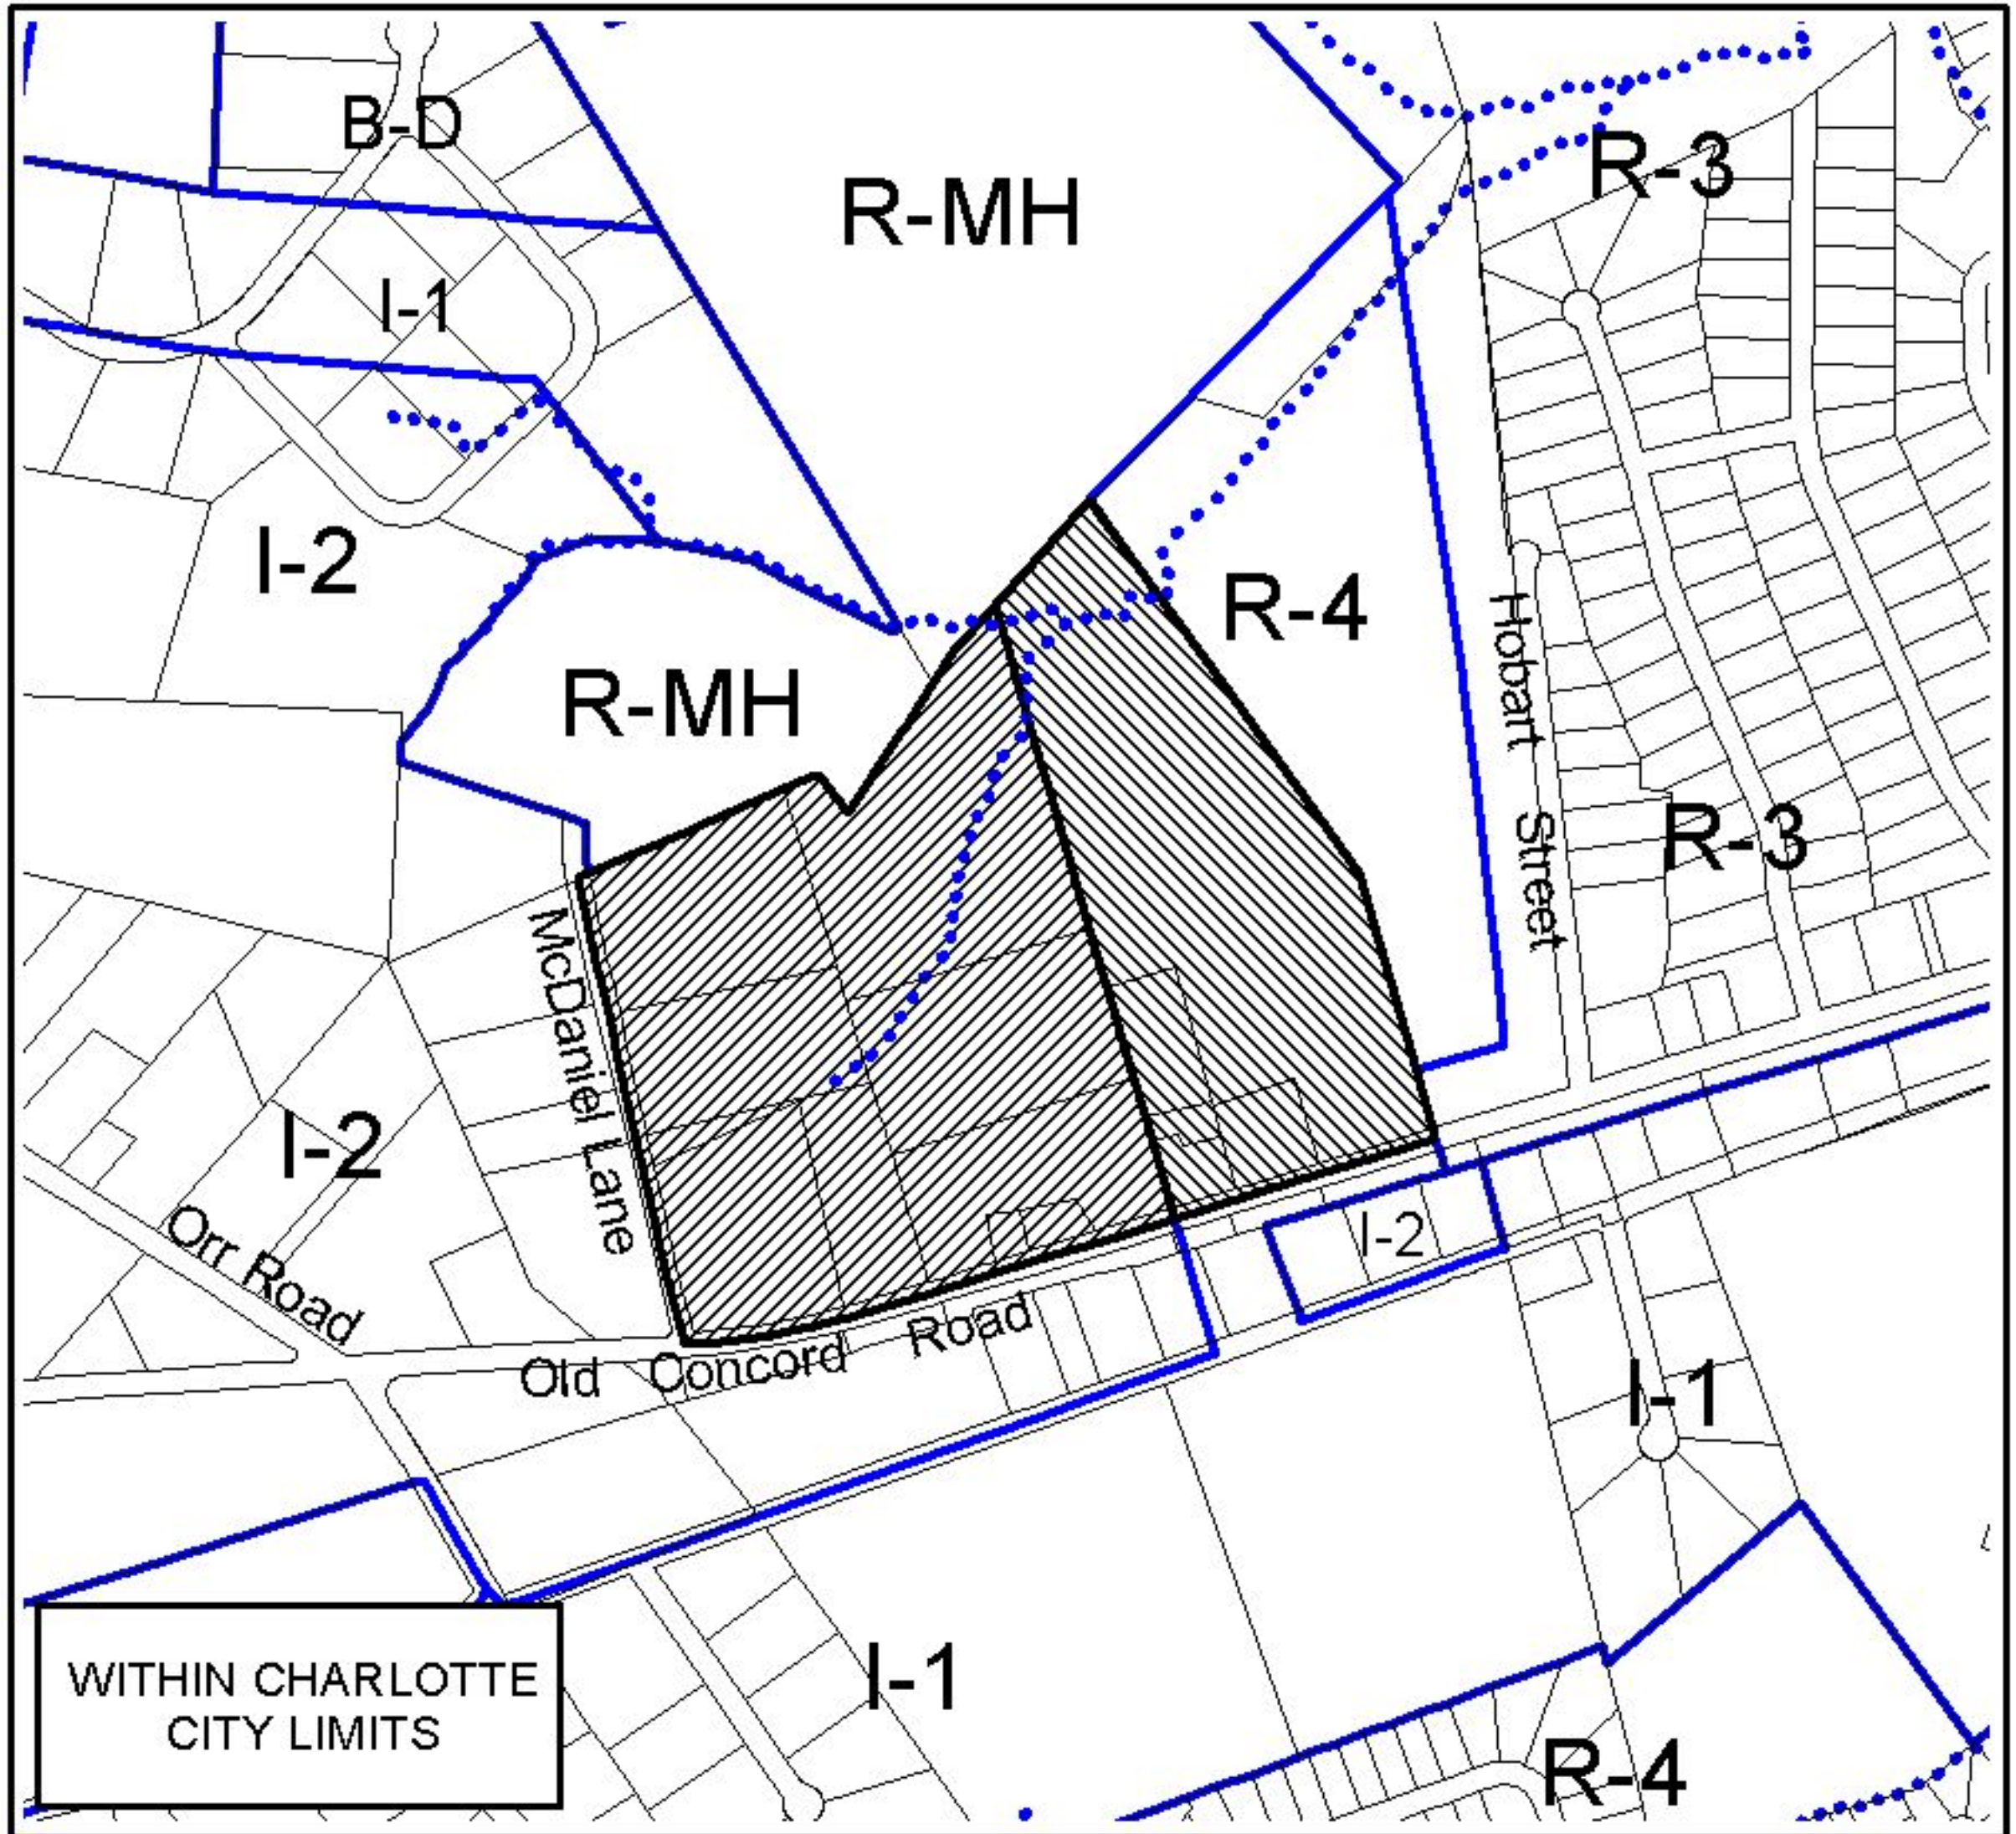 B-D
R-MH
R-3
I-1
I-2
R-4
R-MH
Hobart Street
R-3
McDaniel Lane
I-2
Orr Road
I-2
Old Concord Road
I-1
I-1
WITHIN CHARLOTTE
CITY LIMITS
R-4